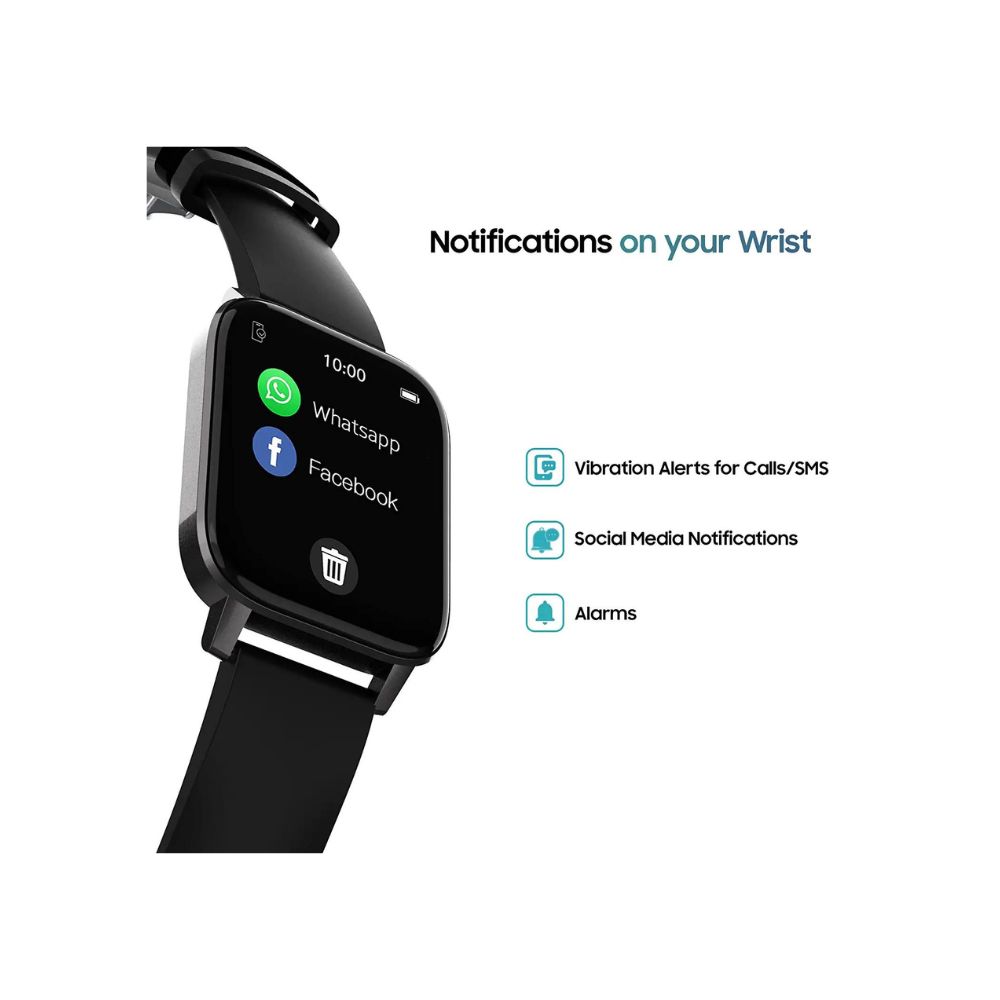 Notifications on your Wrist
10:00
Whatsapp
Facebook
Vibration Alerts for Calls/SMS
Social Media Notifications
Alarms